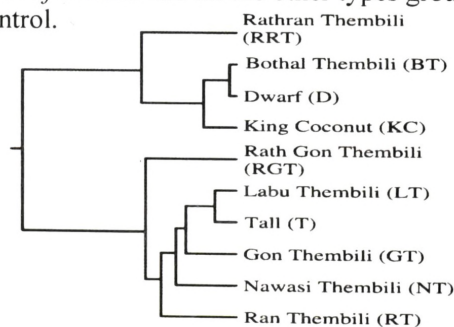 ntrol.
Rathran Thembili
(RRT)
Bothal Thembili (BT)
Dwarf (D)
King Coconut (KC)
Rath Gon Thembili
(RGT)
Labu Thembili (LT)
Tall (T)
Gon Thembili (GT)
Nawasi Thembili (NT)
Ran Thembili (RT)